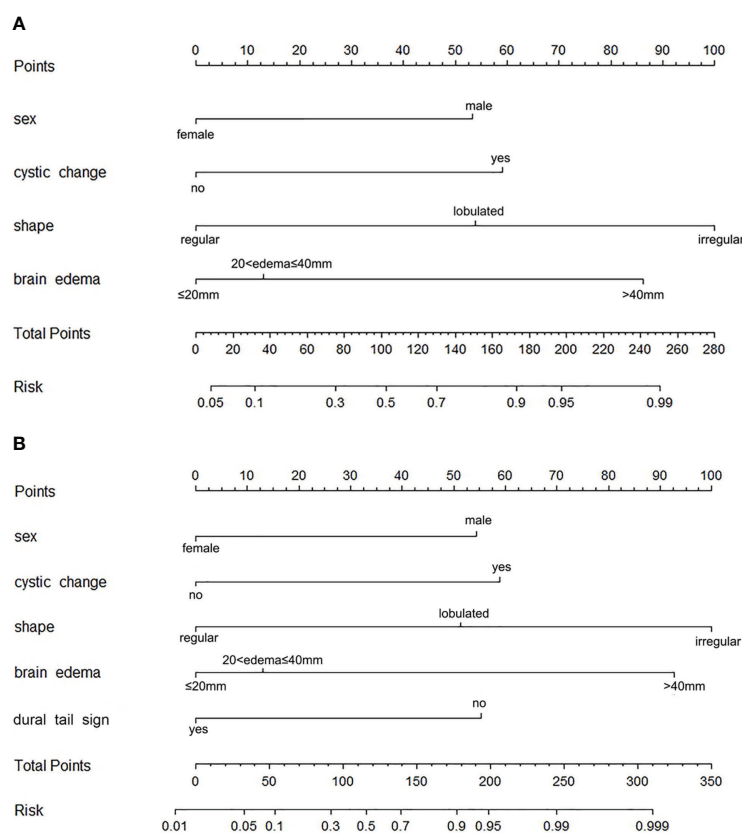 A
0 10 20 30 40 50 60 70 80 90 100
Points
male
sex
female
yes
cystic change
no
lobulated
shape
regular irregular
20<edema≤40mm
brain edema
≤20mm >40mm
Total Points
0 20 40 60 80 100 120 140 160 180 200 220 240 260 280
Risk
0.05 0.1 0.3 0.5 0.7 0.9 0.95 0.99
B
0 10 20 30 40 50 60 70 80 90 100
Points
male
sex
female
yes
cystic change
no
lobulated
shape
regular irregular
20<edema≤40mm
brain edema
≤20mm >40mm
no
dural tail sign
yes
Total Points
0 50 100 150 200 250 300 350
Risk
0.01 0.05 0.1 0.3 0.5 0.7 0.9 0.95 0.99 0.999